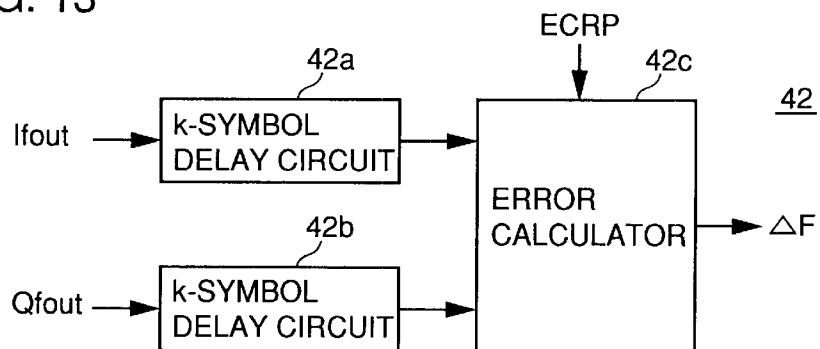 G. 13
ECRP
42a
42c
42
Ifout
k-SYMBOL
DELAY CIRCUIT
ERROR
CALCULATOR
△F
42b
Qfout
k-SYMBOL
DELAY CIRCUIT